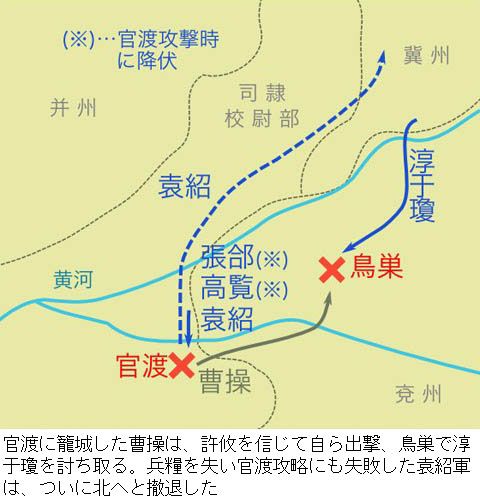 (※)…官渡攻撃時
に降伏
冀州
司隷
校尉部
并州
淳于瓊
袁紹
張郃(※)
高覧(※)
袁紹
烏巣
黄河
官渡
曹操
兗州
官渡に籠城した曹操は、許攸を信じて自ら出撃、烏巣で淳
于瓊を討ち取る。兵糧を失い官渡攻略にも失敗した袁紹軍
は、ついに北へと撤退した